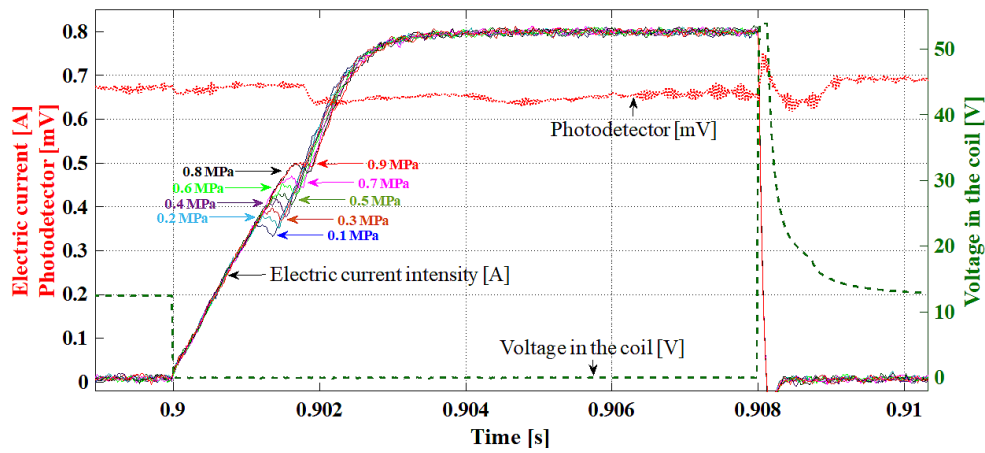 Electric current [A]
Photodetector [mV]
0.8
0.7
0.6
0.5
0.4
0.3
0.2
0.1
0
0.8 MPa
0.9 MPa
0.6 MPa
0.7 MPa
0.4 MPa
0.5 MPa
0.2 MPa
0.3 MPa
0.1 MPa
Photodetector [mV]
Electric current intensity [A]
Voltage in the coil [V]
50
40
30
20
10
0
Voltage in the coil [V]
0.9
0.902
0.904
0.906
0.908
0.91
Time [s]